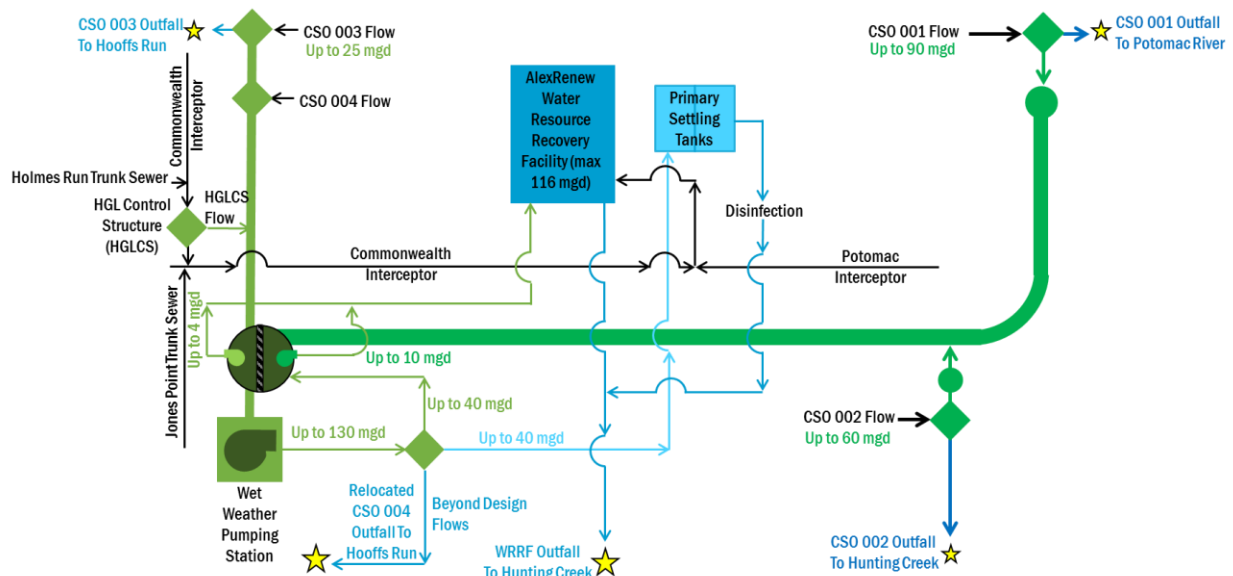 CSO 003 Outfall
To Hooffs Run
CSO 003 Flow
Up to 25 mgd
CSO 004 Flow
Commonwealth
Interceptor
Holmes Run Trunk Sewer
HGL Control
Structure
(HGLCS)
HGLCS
Flow
AlexRenew
Water
Resource
Recovery
Facility (max
116 mgd)
Primary
Settling
Tanks
Disinfection
CSO 001 Flow
Up to 90 mgd
CSO 001 Outfall
To Potomac River
Commonwealth
Interceptor
Potomac
Interceptor
Jones Point Trunk Sewer
Up to 4 mgd
Up to 10 mgd
Up to 40 mgd
Up to 130 mgd
Up to 40 mgd
CSO 002 Flow
Up to 60 mgd
Wet
Weather
Pumping
Station
Relocated
CSO 004
Outfall To
Hooffs Run
Beyond Design
Flows
WRRF Outfall
To Hunting Creek
CSO 002 Outfall
To Hunting Creek